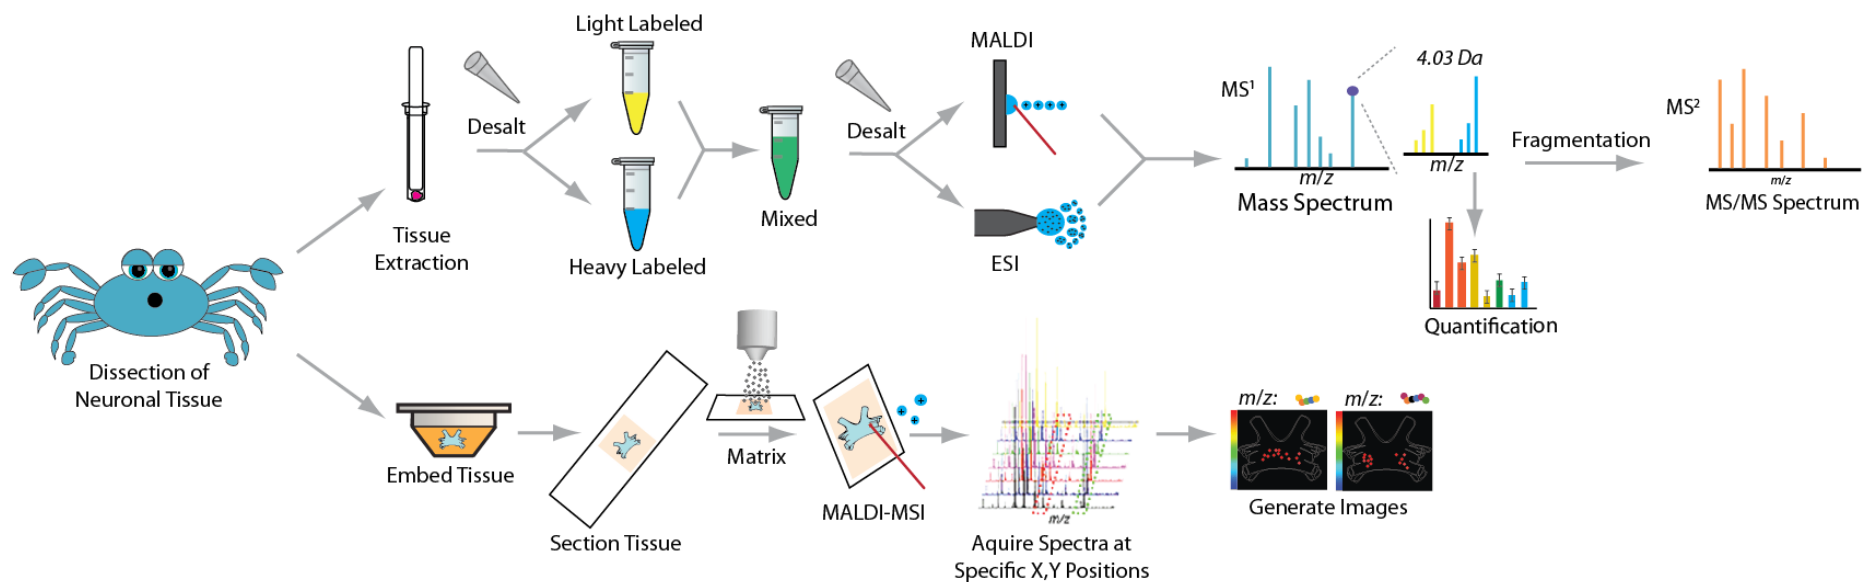 Light Labeled
MALDI
4.03 Da
MS¹
MS²
Desalt
Desalt
Fragmentation
m/z
m/z
m/z
Mass Spectrum
MS/MS Spectrum
Mixed
Tissue
Extraction
Heavy Labeled
ESI
Quantification
Dissection of
Neuronal Tissue
m/z:
m/z:
Embed Tissue
Matrix
MALDI-MSI
m/z
Generate Images
Section Tissue
Aquire Spectra at
Specific X,Y Positions
+ + + +
+
+
+